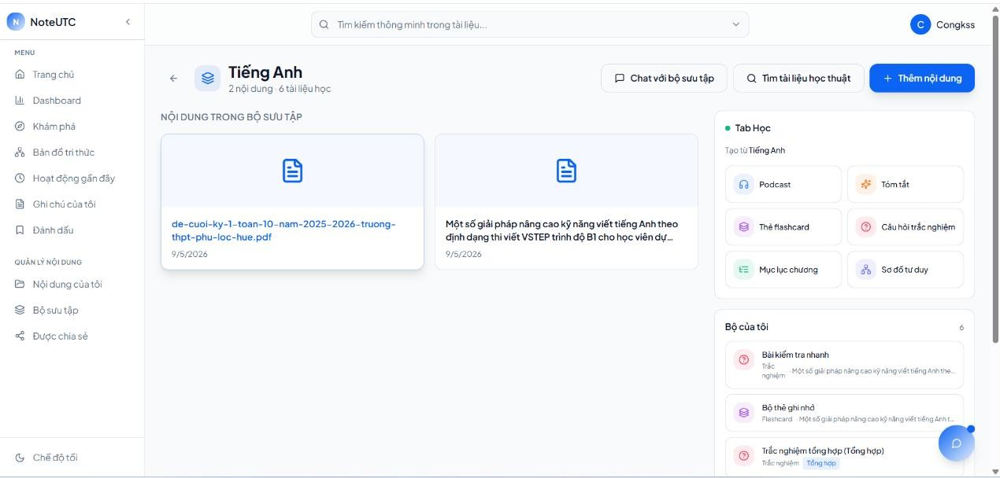 N NoteUTC
Tìm kiếm thông minh trong tài liệu...
C Congkss
MENU
Trang chủ
Dashboard
Khám phá
Bản đồ tri thức
Hoạt động gần đây
Ghi chú của tôi
Đánh dấu
QUẢN LÝ NỘI DUNG
Nội dung của tôi
Bộ sưu tập
Được chia sẻ
Chế độ tối
Tiếng Anh
2 nội dung · 6 tài liệu học
Chat với bộ sưu tập
Tìm tài liệu học thuật
+ Thêm nội dung
NỘI DUNG TRONG BỘ SƯU TẬP
de-cuoi-ky-1-toan-10-nam-2025-2026-truong-
thpt-phu-loc-hue.pdf
9/5/2026
Một số giải pháp nâng cao kỹ năng viết tiếng Anh theo
định dạng thi viết VSTEP trình độ B1 cho học viên dự...
9/5/2026
Tab Học
Tạo từ Tiếng Anh
Podcast
Tóm tắt
Thẻ flashcard
Câu hỏi trắc nghiệm
Mục lục chương
Sơ đồ tư duy
Bộ của tôi
6
Bài kiểm tra nhanh
Trắc nghiệm · Một số giải pháp nâng cao kỹ năng viết tiếng Anh the...
Bộ thẻ ghi nhớ
Flashcard · Một số giải pháp nâng cao kỹ năng viết tiếng Anh t...
Trắc nghiệm tổng hợp (Tổng hợp)
Trắc nghiệm Tổng hợp